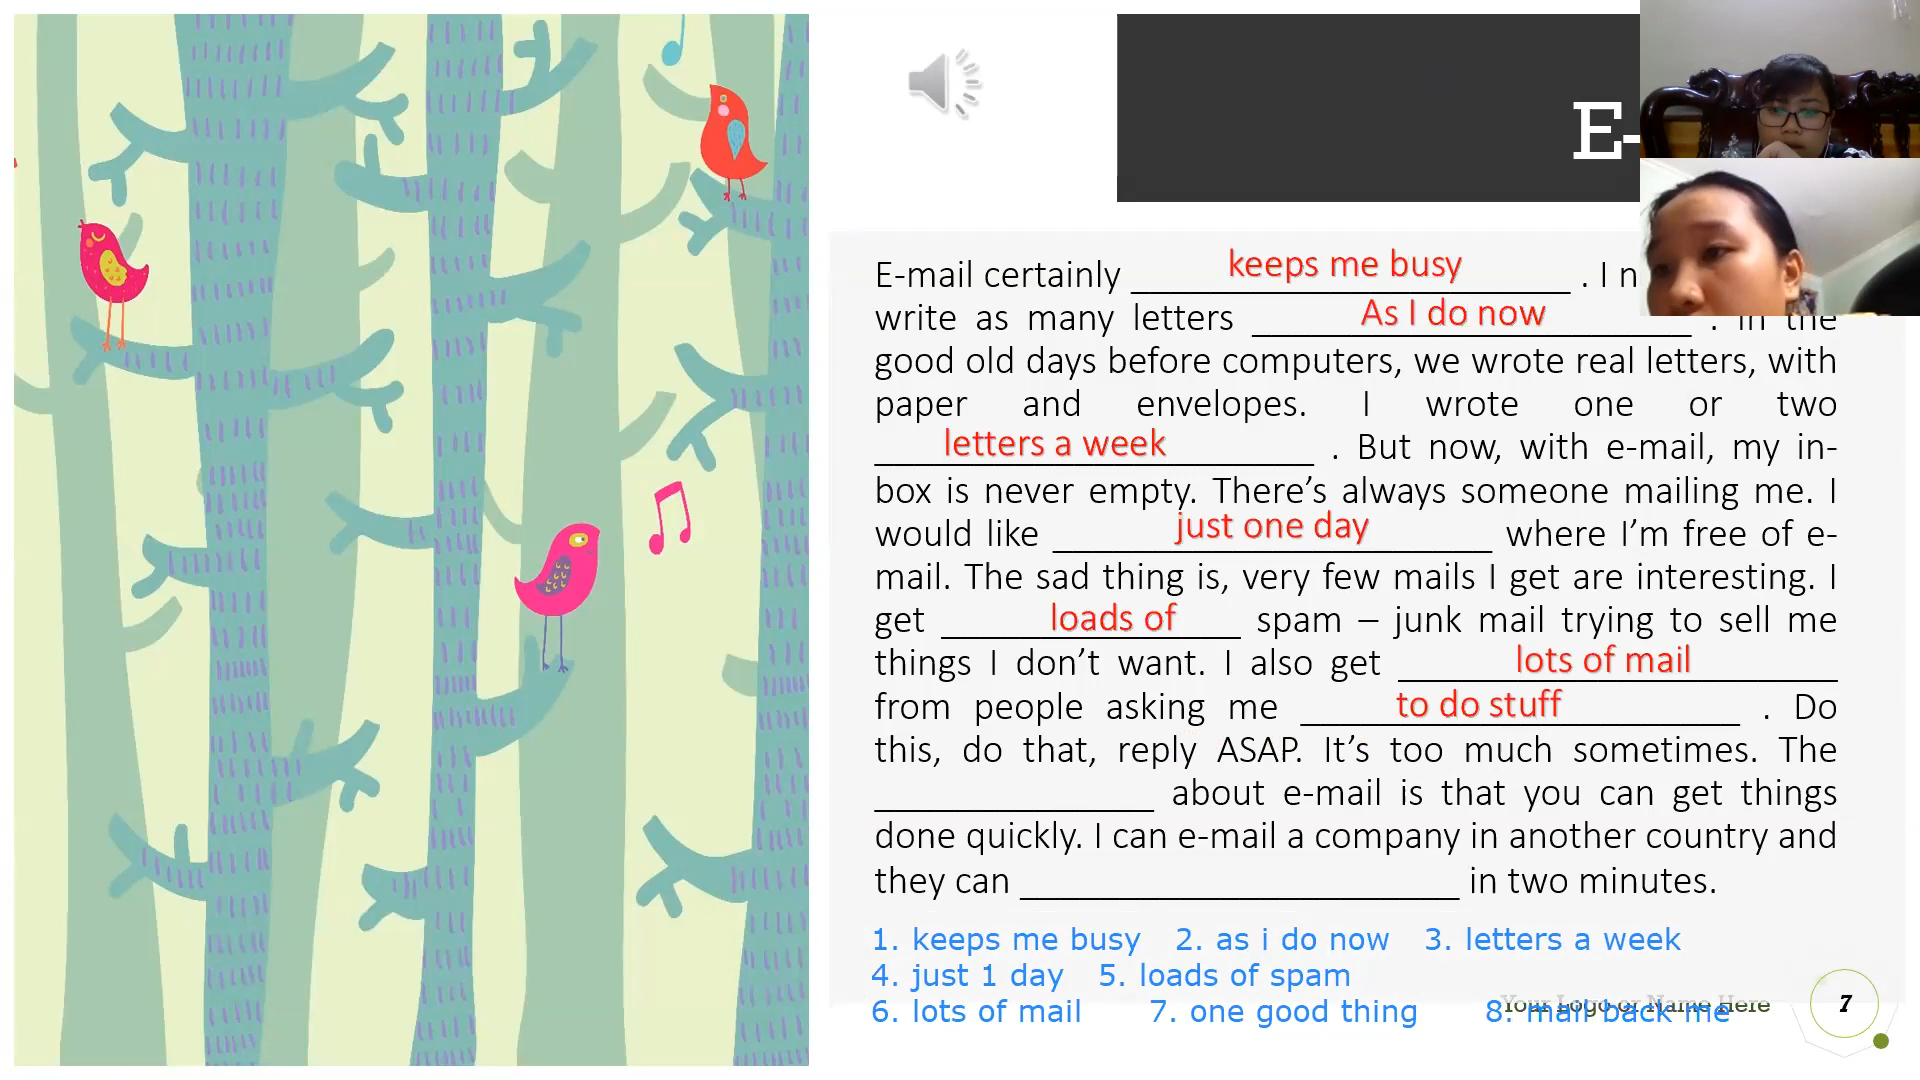 E-
E-mail certainly keeps me busy . I n
write as many letters As I do now . In the
good old days before computers, we wrote real letters, with
paper and envelopes. I wrote one or two
letters a week . But now, with e-mail, my in-
box is never empty. There’s always someone mailing me. I
would like just one day where I’m free of e-
mail. The sad thing is, very few mails I get are interesting. I
get loads of spam – junk mail trying to sell me
things I don’t want. I also get lots of mail
from people asking me to do stuff . Do
this, do that, reply ASAP. It’s too much sometimes. The
about e-mail is that you can get things
done quickly. I can e-mail a company in another country and
they can in two minutes.
1. keeps me busy 2. as i do now 3. letters a week
4. just 1 day 5. loads of spam
6. lots of mail 7. one good thing 8. mail back me
Your Logo or Name Here
7